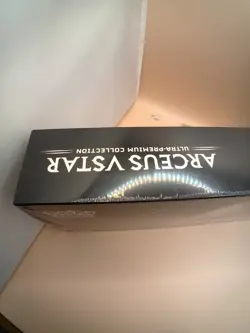 ARCEUS VSTAR
ULTRA-PREMIUM COLLECTION